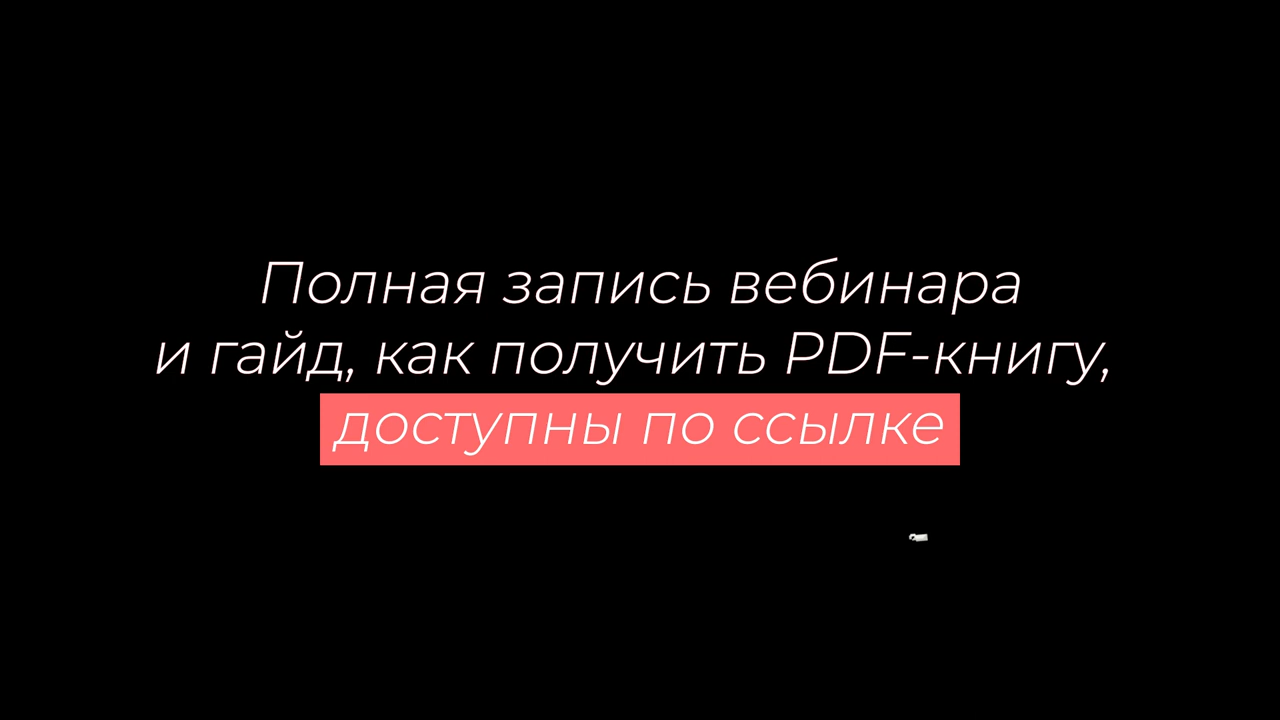 Полная запись вебинара
и гайд, как получить PDF-книгу,
доступны по ссылке